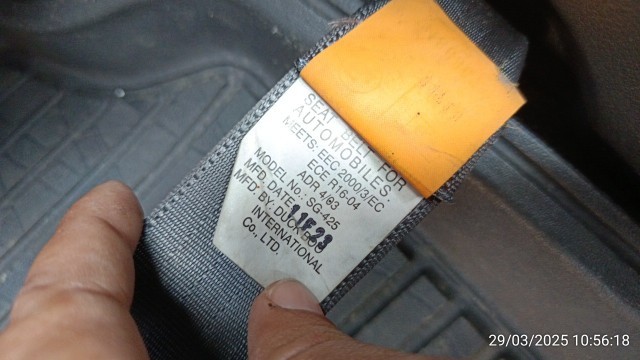 SEAT BELT FOR
AUTOMOBILES.
MEETS: EEC 2000/3/EC
ECE R16-04
ADR 4/03
MODEL No.: SG-425
MFD. DATE:
MFD. BY. DUCK
INTERNATIONAL
Co., LTD.
29/03/2025 10:56:18